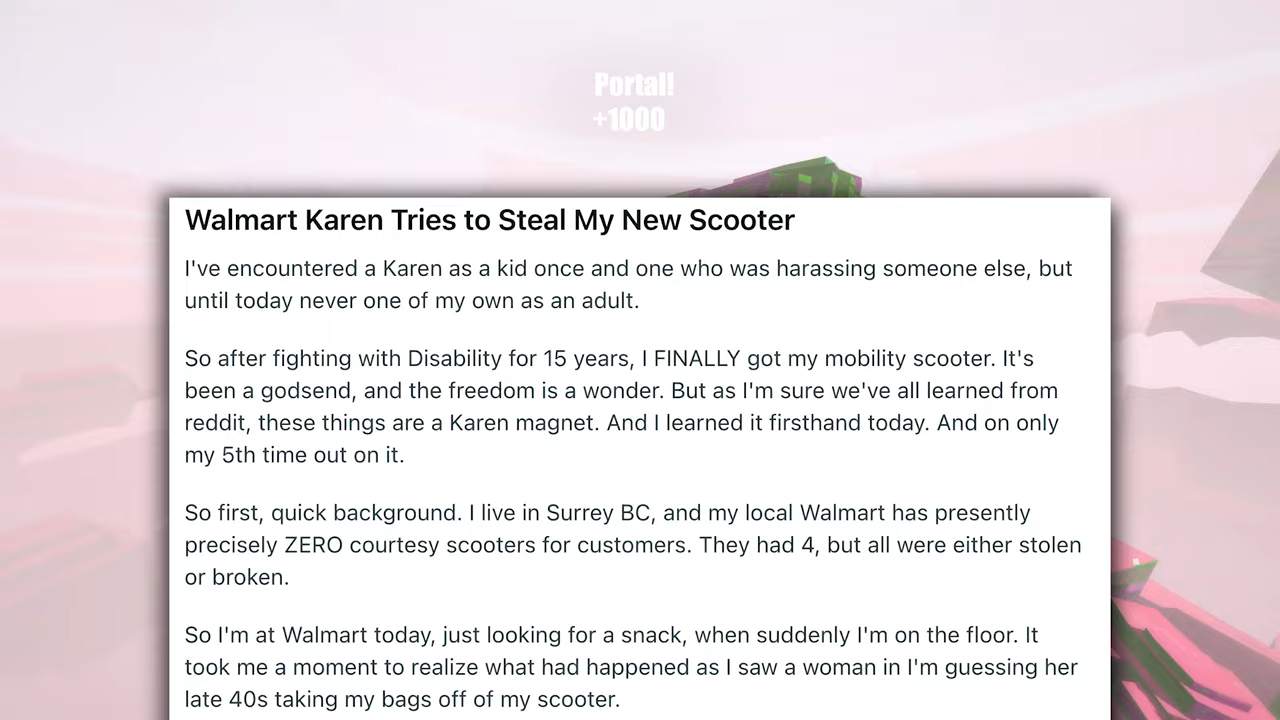 Portal!
+1000
Walmart Karen Tries to Steal My New Scooter
I've encountered a Karen as a kid once and one who was harassing someone else, but
until today never one of my own as an adult.
So after fighting with Disability for 15 years, I FINALLY got my mobility scooter. It's
been a godsend, and the freedom is a wonder. But as I'm sure we've all learned from
reddit, these things are a Karen magnet. And I learned it firsthand today. And on only
my 5th time out on it.
So first, quick background. I live in Surrey BC, and my local Walmart has presently
precisely ZERO courtesy scooters for customers. They had 4, but all were either stolen
or broken.
So I'm at Walmart today, just looking for a snack, when suddenly I'm on the floor. It
took me a moment to realize what had happened as I saw a woman in I'm guessing her
late 40s taking my bags off of my scooter.